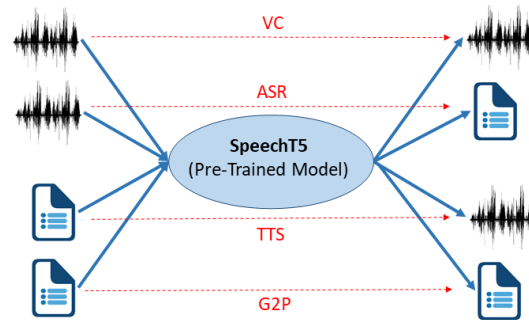 VC
ASR
SpeechT5
(Pre-Trained Model)
TTS
G2P